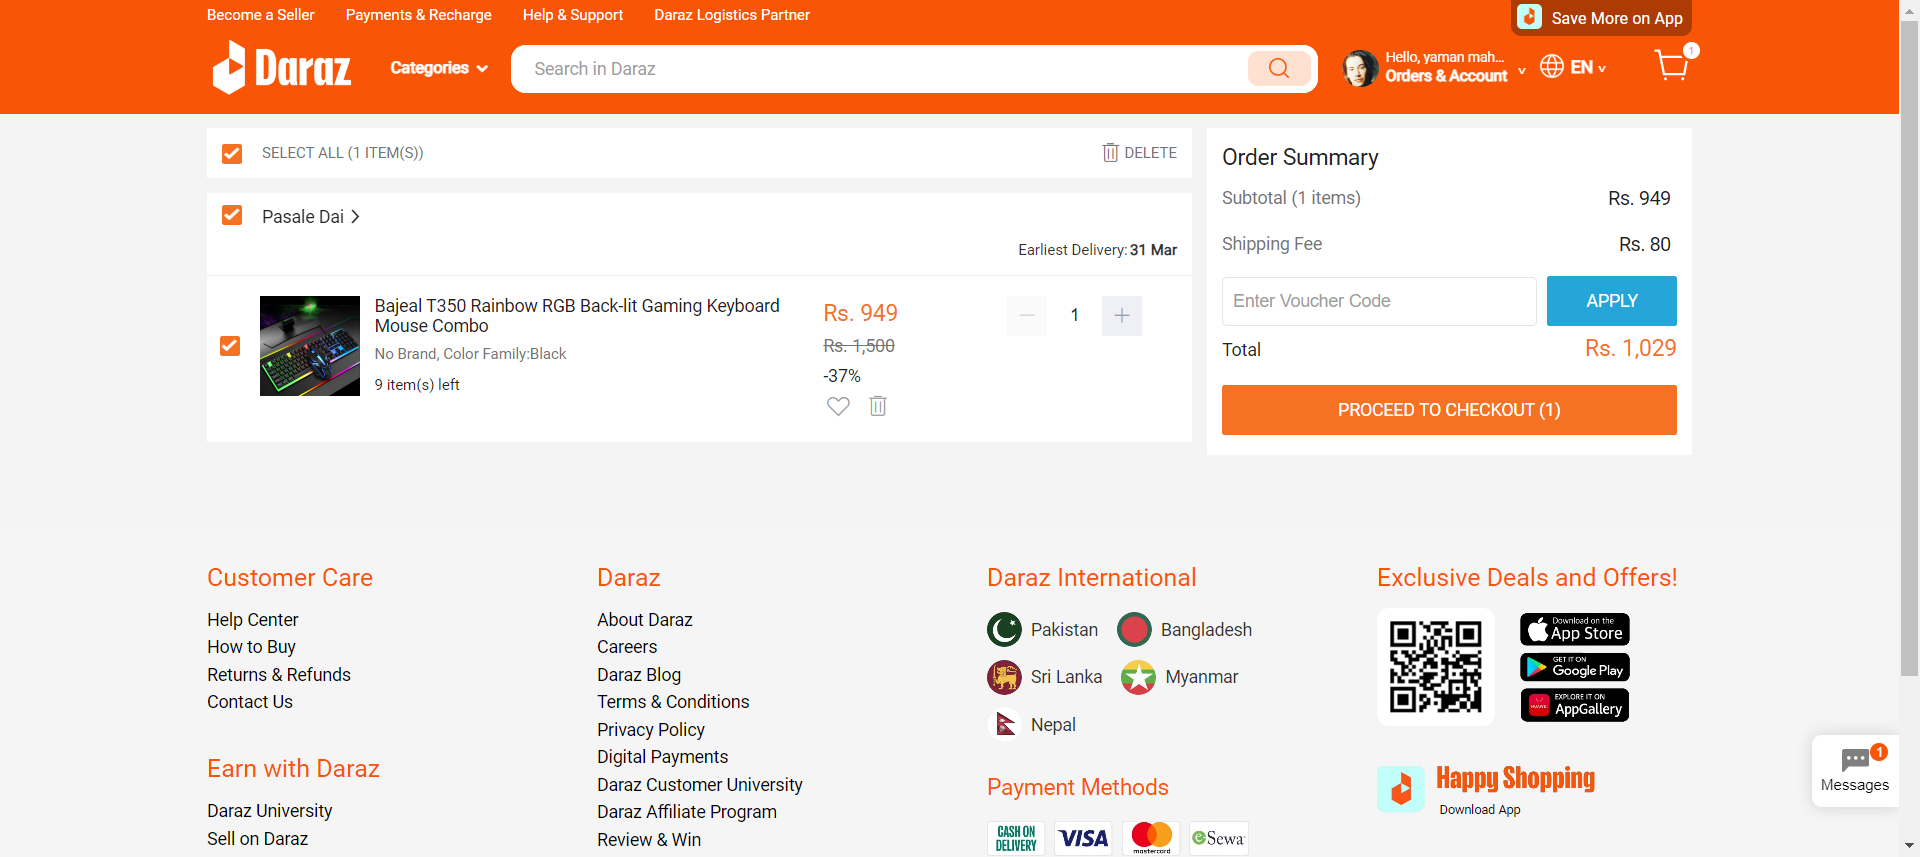 Become a Seller
Payments & Recharge
Help & Support
Daraz Logistics Partner
Save More on App
Daraz
Categories
Search in Daraz
Hello, yaman mah...
Orders & Account
EN
1
SELECT ALL (1 ITEM(S))
DELETE
Pasale Dai
Earliest Delivery: 31 Mar
Bajeal T350 Rainbow RGB Back-lit Gaming Keyboard
Mouse Combo
No Brand, Color Family:Black
9 item(s) left
Rs. 949
Rs. 1,500
-37%
1
Order Summary
Subtotal (1 items)
Rs. 949
Shipping Fee
Rs. 80
Enter Voucher Code
APPLY
Total
Rs. 1,029
PROCEED TO CHECKOUT (1)
Customer Care
Help Center
How to Buy
Returns & Refunds
Contact Us
Earn with Daraz
Daraz University
Sell on Daraz
Daraz
About Daraz
Careers
Daraz Blog
Terms & Conditions
Privacy Policy
Digital Payments
Daraz Customer University
Daraz Affiliate Program
Review & Win
Daraz International
Pakistan
Bangladesh
Sri Lanka
Myanmar
Nepal
Payment Methods
CASH ON
DELIVERY
VISA
mastercard
eSewa
Exclusive Deals and Offers!
Download on the
App Store
GET IT ON
Google Play
HUAWEI
EXPLORE IT ON
AppGallery
Happy Shopping
Download App
1
Messages